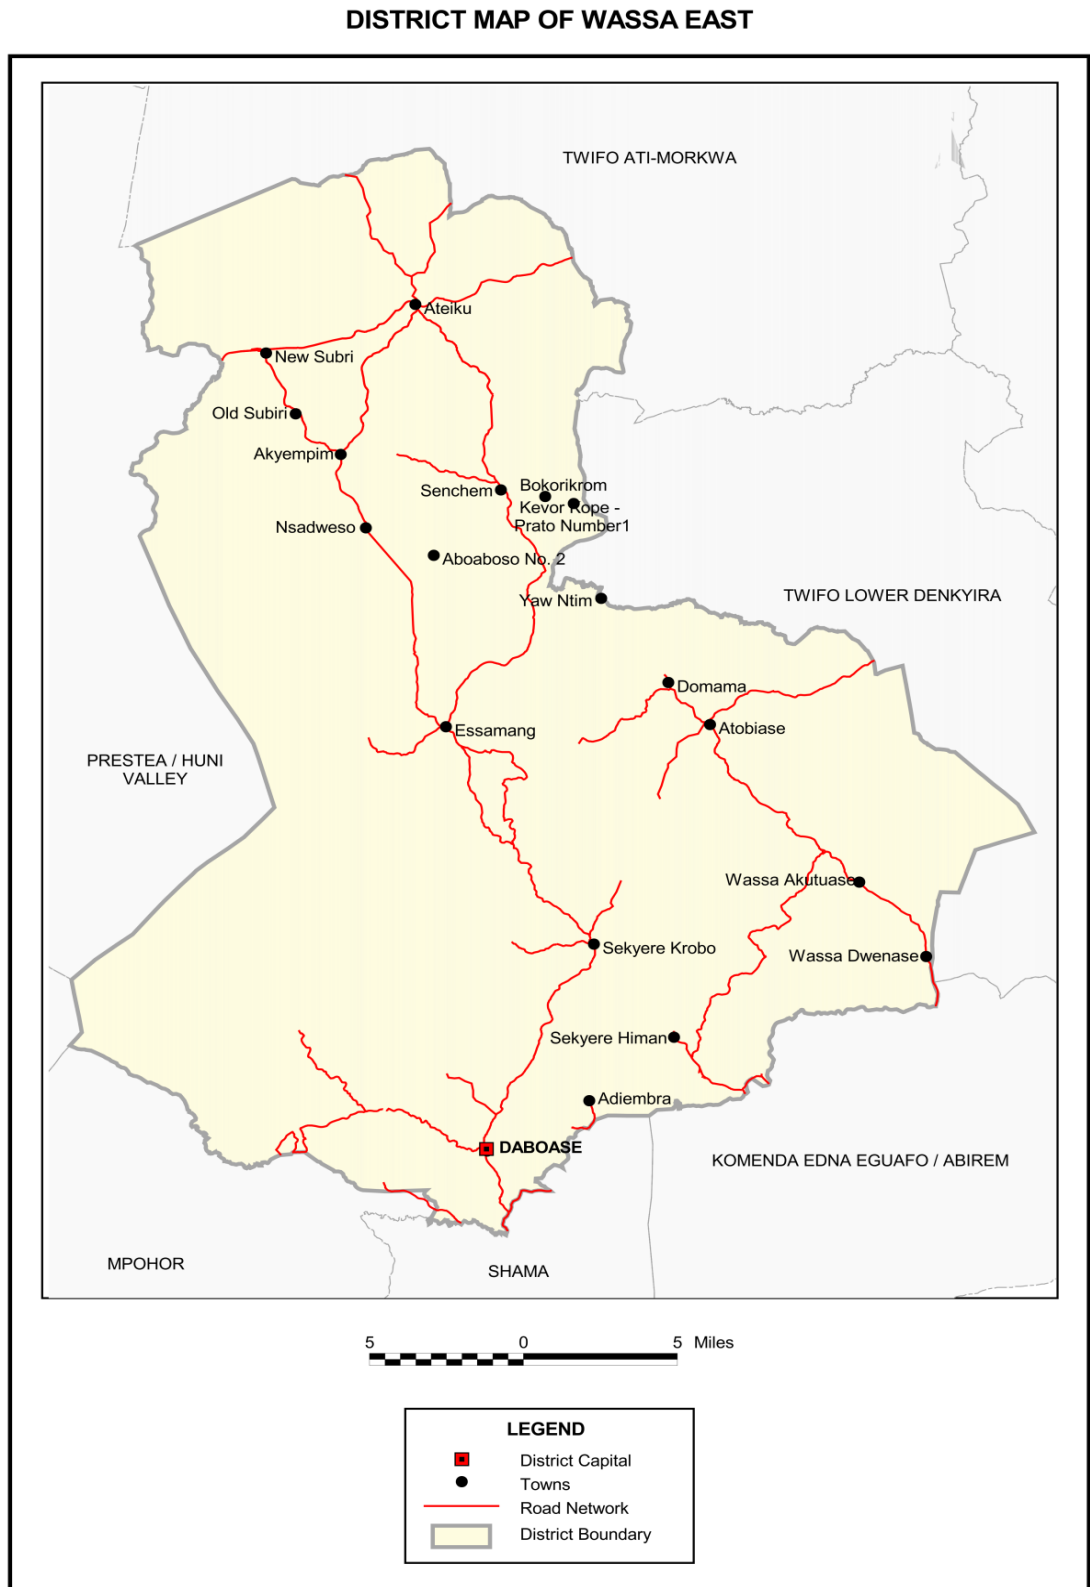 DISTRICT MAP OF WASSA EAST
TWIFO ATI-MORKWA
Ateiku
New Subri
Old Subiri
Akyempim
Senchem
Bokorikrom
Kevor Kope -
Prato Number1
Nsadweso
Aboaboso No. 2
Yaw Ntim
TWIFO LOWER DENKYIRA
Domama
Atobiase
Essamang
PRESTEA / HUNI
VALLEY
Wassa Akutuase
Sekyere Krobo
Wassa Dwenase
Sekyere Himan
Adiembra
DABOASE
KOMENDA EDNA EGUAFO / ABIREM
MPOHOR
SHAMA
5 0 5 Miles
LEGEND
District Capital
Towns
Road Network
District Boundary